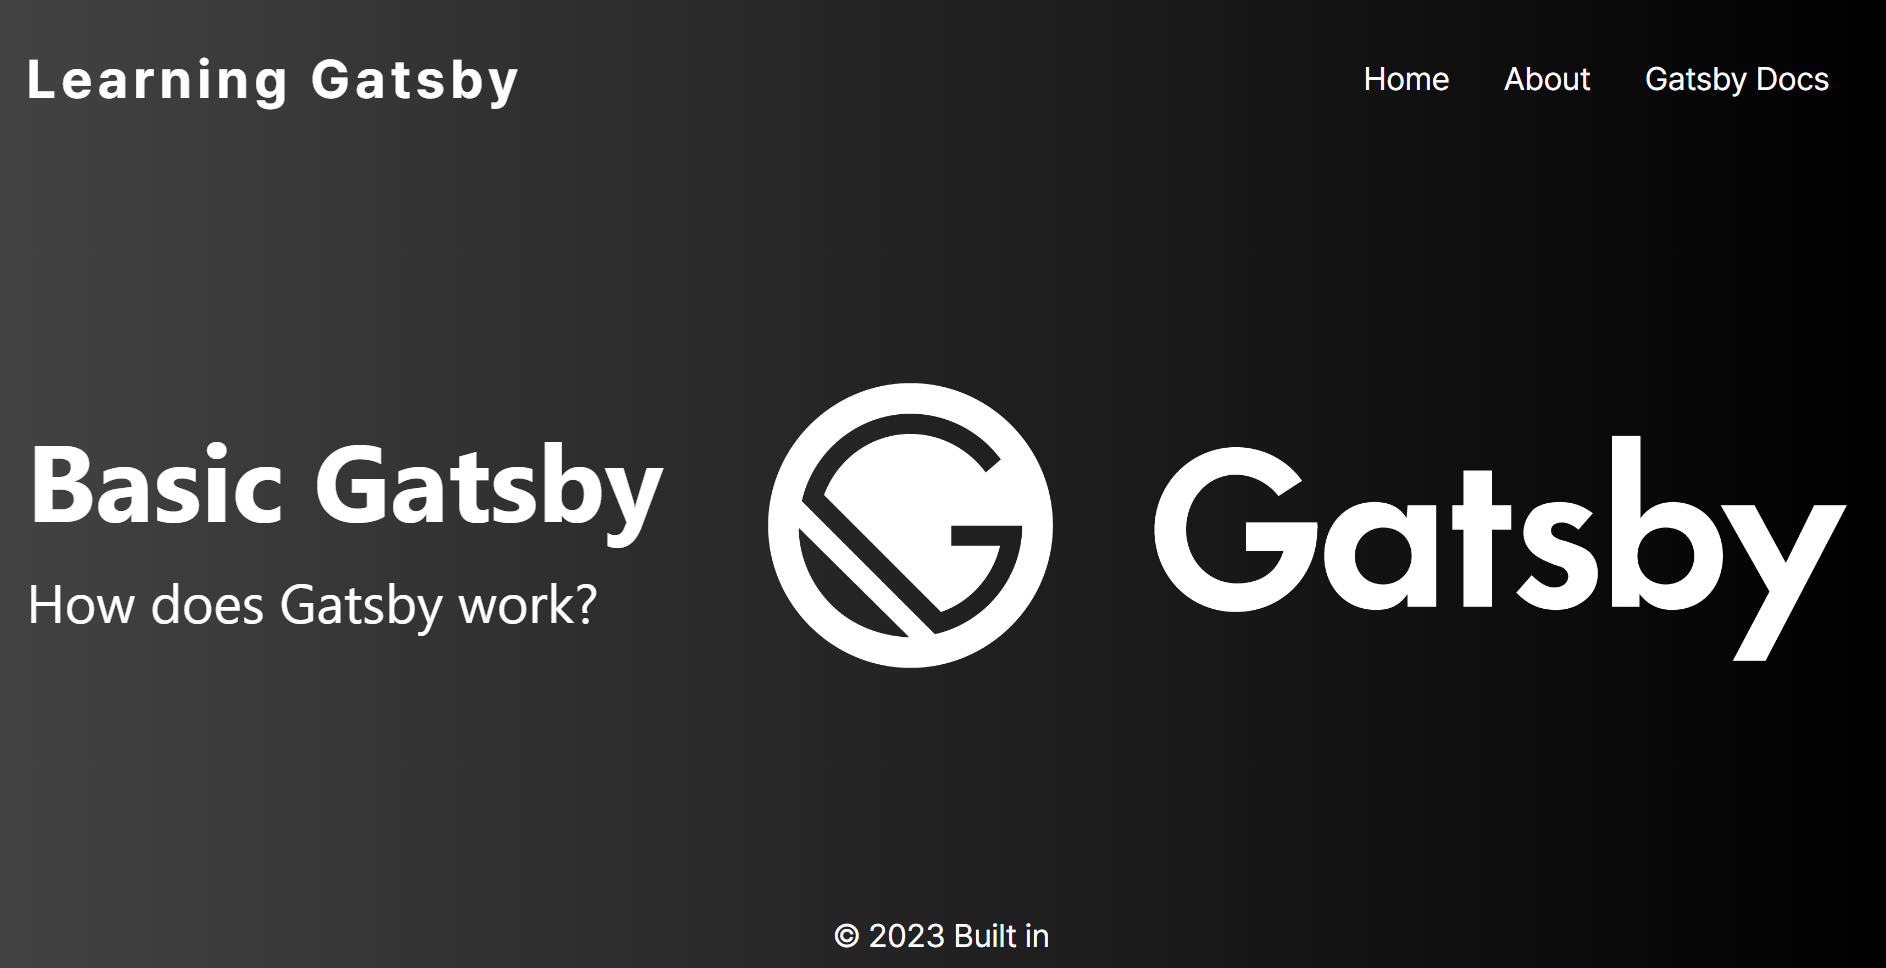 Learning Gatsby
Home About Gatsby Docs
Basic Gatsby
How does Gatsby work?
Gatsby
© 2023 Built in